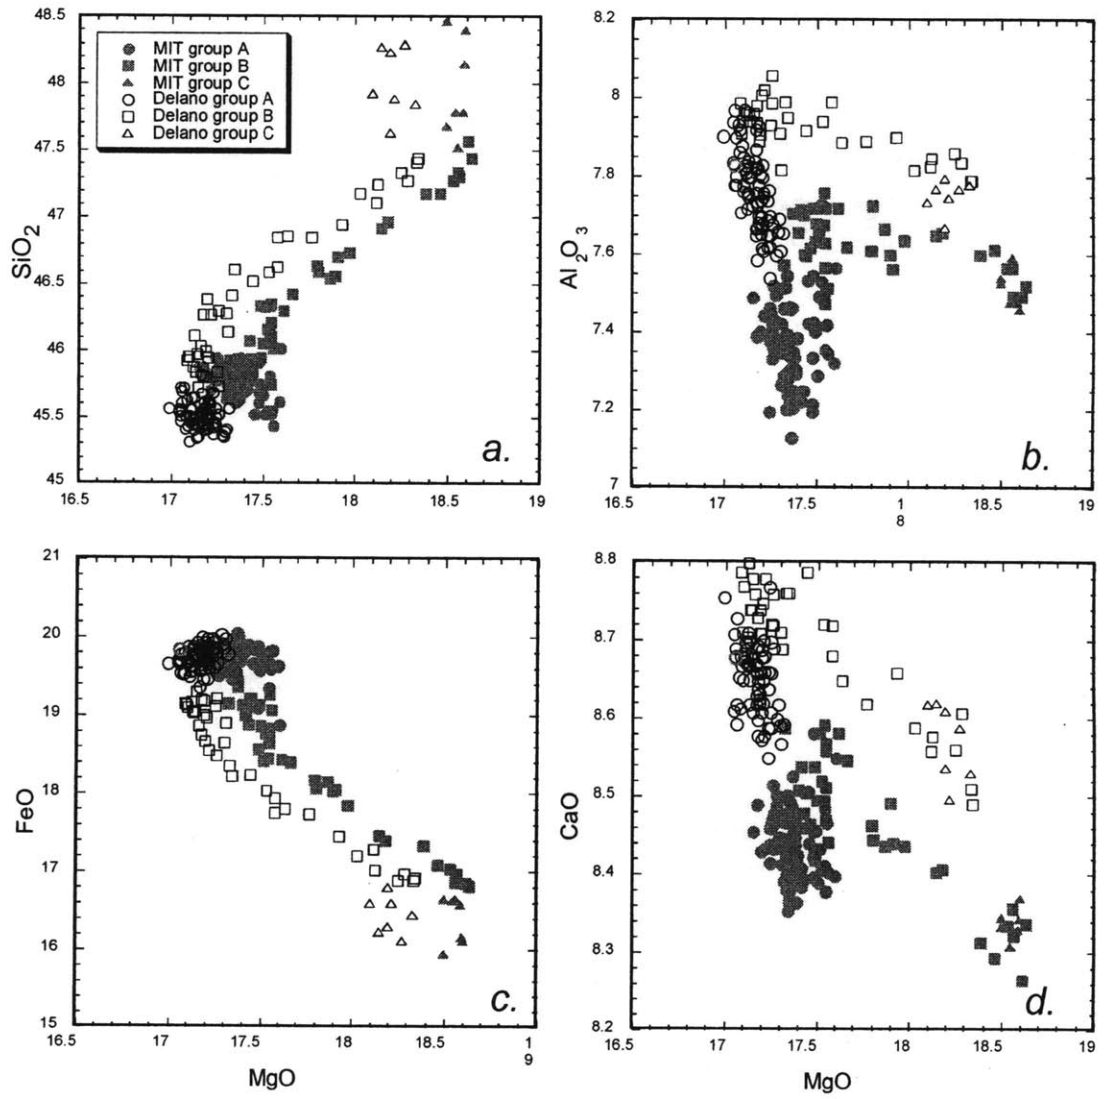 48.5
48
47.5
47
46.5
46
45.5
45
SiO2
MIT group A
MIT group B
MIT group C
Delano group A
Delano group B
Delano group C
a.
16.5 17 17.5 18 18.5 19
8.2
8
7.8
7.6
7.4
7.2
7
Al2O3
b.
16.5 17 17.5 1 18.5 19
8
21
20
19
18
17
16
15
FeO
c.
16.5 17 17.5 18 18.5 1
9
MgO
8.8
8.7
8.6
8.5
8.4
8.3
8.2
CaO
d.
16.5 17 17.5 18 18.5 19
MgO